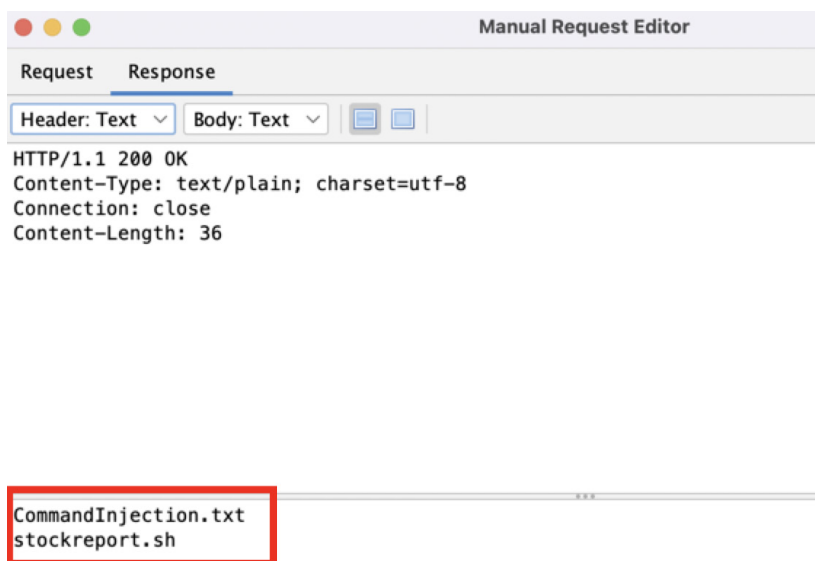 Manual Request Editor
Request Response
Header: Text Body: Text
HTTP/1.1 200 OK
Content-Type: text/plain; charset=utf-8
Connection: close
Content-Length: 36
CommandInjection.txt
stockreport.sh